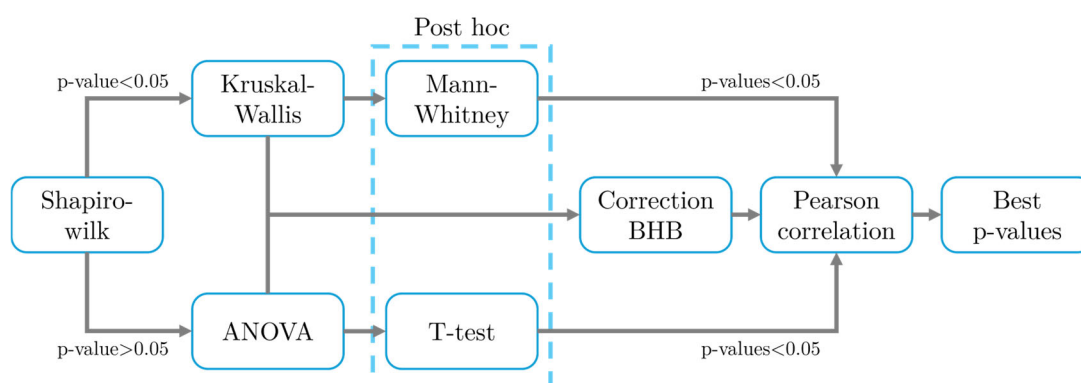 Post hoc
p-value<0.05
Kruskal-
Wallis
Mann-
Whitney
p-values<0.05
Shapiro-
wilk
Correction
BHB
Pearson
correlation
Best
p-values
ANOVA
T-test
p-value>0.05
p-values<0.05